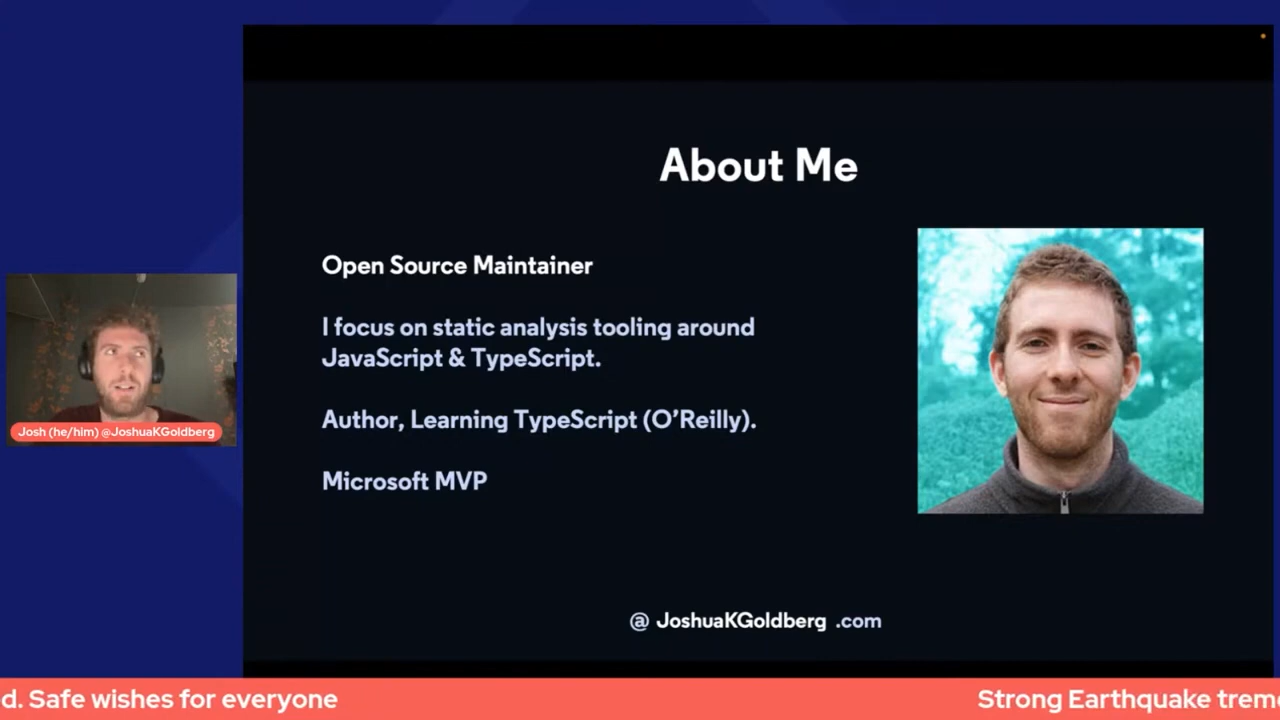 About Me
Open Source Maintainer
I focus on static analysis tooling around
JavaScript & TypeScript.
Author, Learning TypeScript (O'Reilly).
Microsoft MVP
@ JoshuaKGoldberg .com
Josh (he/him) @JoshuaKGoldberg
d. Safe wishes for everyone
Strong Earthquake trem